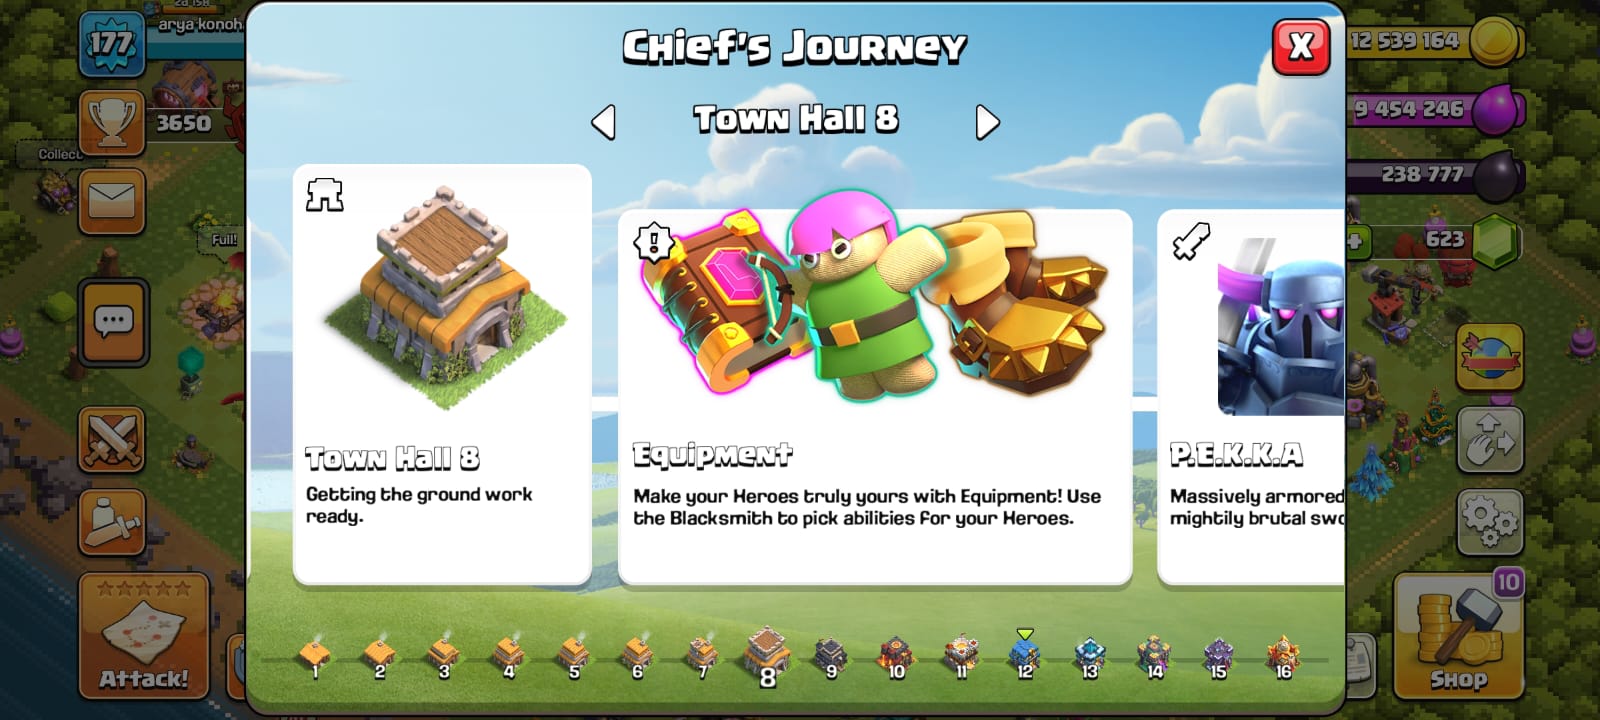 Chief's Journey
Town Hall 8
177
arya konoh
3650
Collect
Full!
Attack!
12 539 164
9 454 246
238 777
623
10
Shop
Town Hall 8
Getting the ground work
ready.
Equipment
Make your Heroes truly yours with Equipment! Use
the Blacksmith to pick abilities for your Heroes.
P.E.K.K.A
Massively armored
mightily brutal swo
1 2 3 4 5 6 7 8 9 10 11 12 13 14 15 16